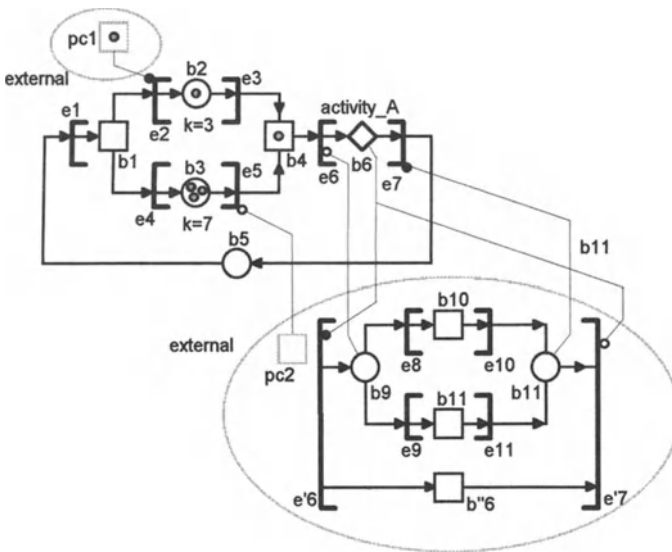 pc1
external
b2
e3
activity_A
e1
e2
k=3
b1
b4
b3
e5
e6
b6
e7
e4
k=7
b5
b11
b10
external
pc2
e8
e10
b9
b11
b11
e9
e11
e'6
b"6
e'7